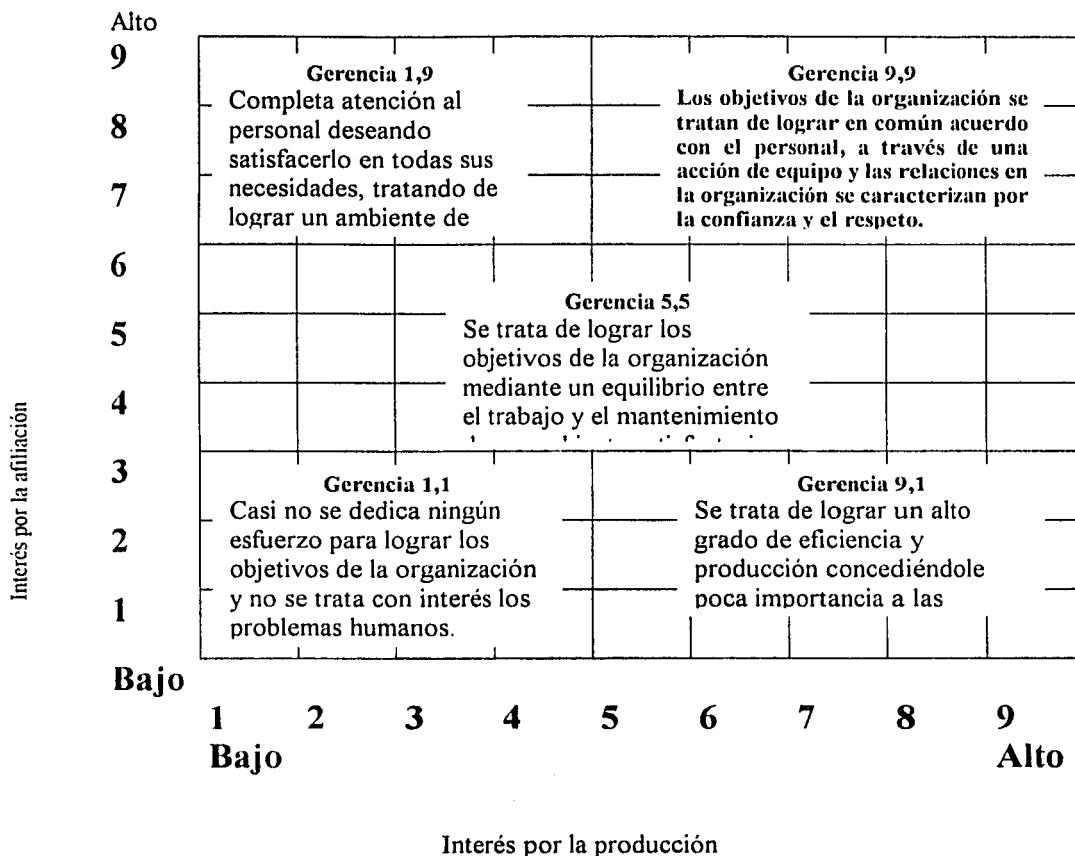 Alto
9
8
7
6
5
4
3
2
1
Bajo
Interés por la afiliación
Gerencia 1,9
Completa atención al
personal deseando
satisfacerlo en todas sus
necesidades, tratando de
lograr un ambiente de
Gerencia 9,9
Los objetivos de la organización se
tratan de lograr en común acuerdo
con el personal, a través de una
acción de equipo y las relaciones en
la organización se caracterizan por
la confianza y el respeto.
Gerencia 5,5
Se trata de lograr los
objetivos de la organización
mediante un equilibrio entre
el trabajo y el mantenimiento
Gerencia 1,1
Casi no se dedica ningún
esfuerzo para lograr los
objetivos de la organización
y no se trata con interés los
problemas humanos.
Gerencia 9,1
Se trata de lograr un alto
grado de eficiencia y
producción concediéndole
poca importancia a las
1 2 3 4 5 6 7 8 9
Bajo Alto
Interés por la producción